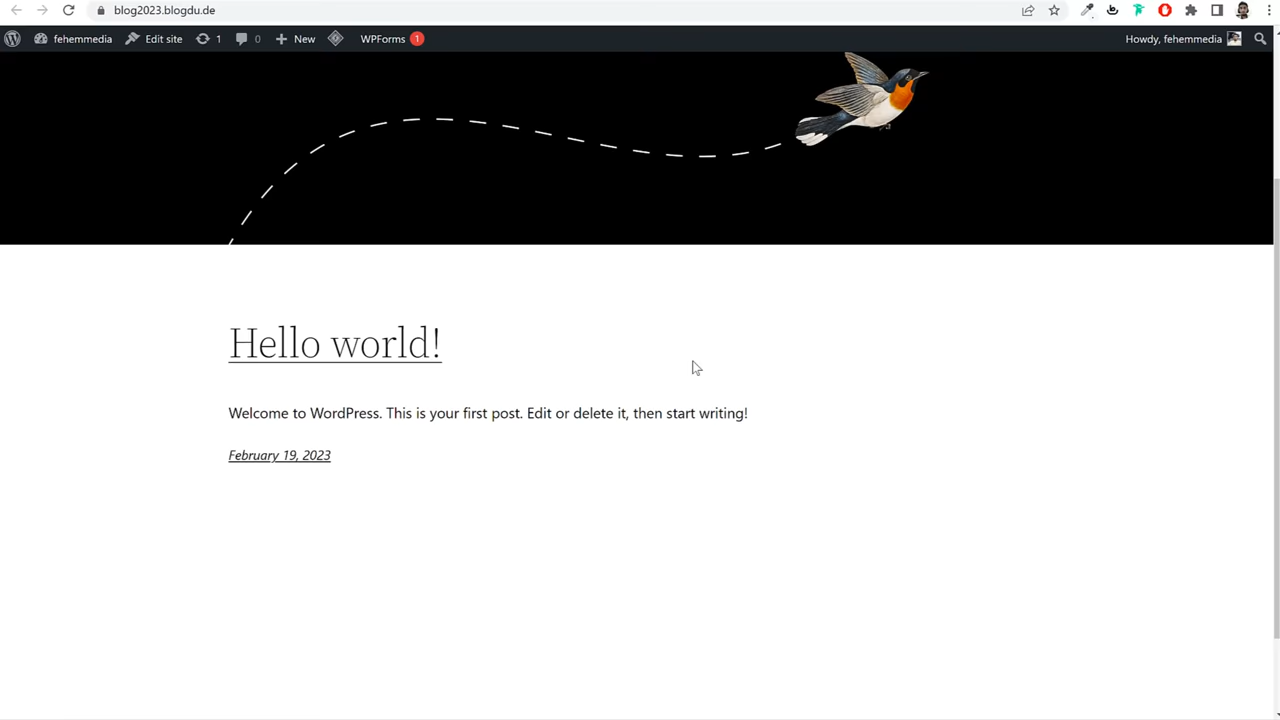 blog2023.blogdu.de
fehemmedia Edit site 1 0 New WPForms 1 Howdy, fehemmedia
Hello world!
Welcome to WordPress. This is your first post. Edit or delete it, then start writing!
February 19, 2023